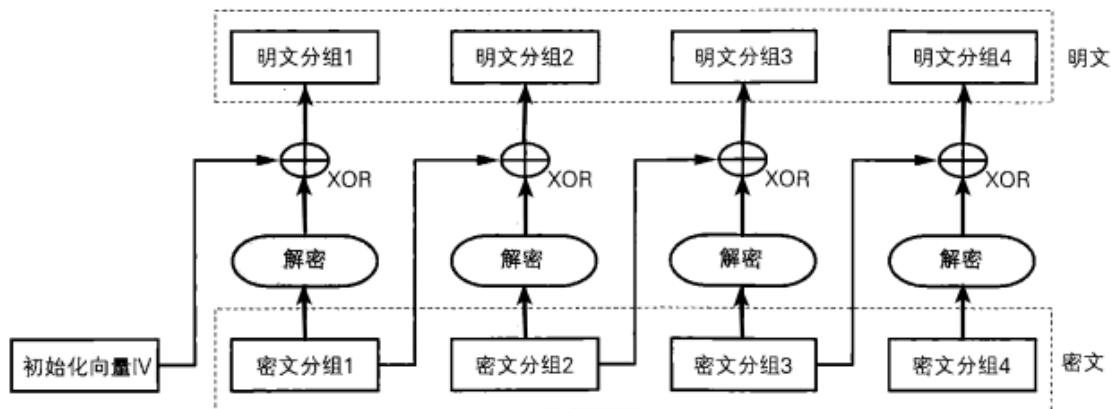 明文分组1
明文分组2
明文分组3
明文分组4
明文
XOR
XOR
XOR
XOR
解密
解密
解密
解密
初始化向量IV
密文分组1
密文分组2
密文分组3
密文分组4
密文